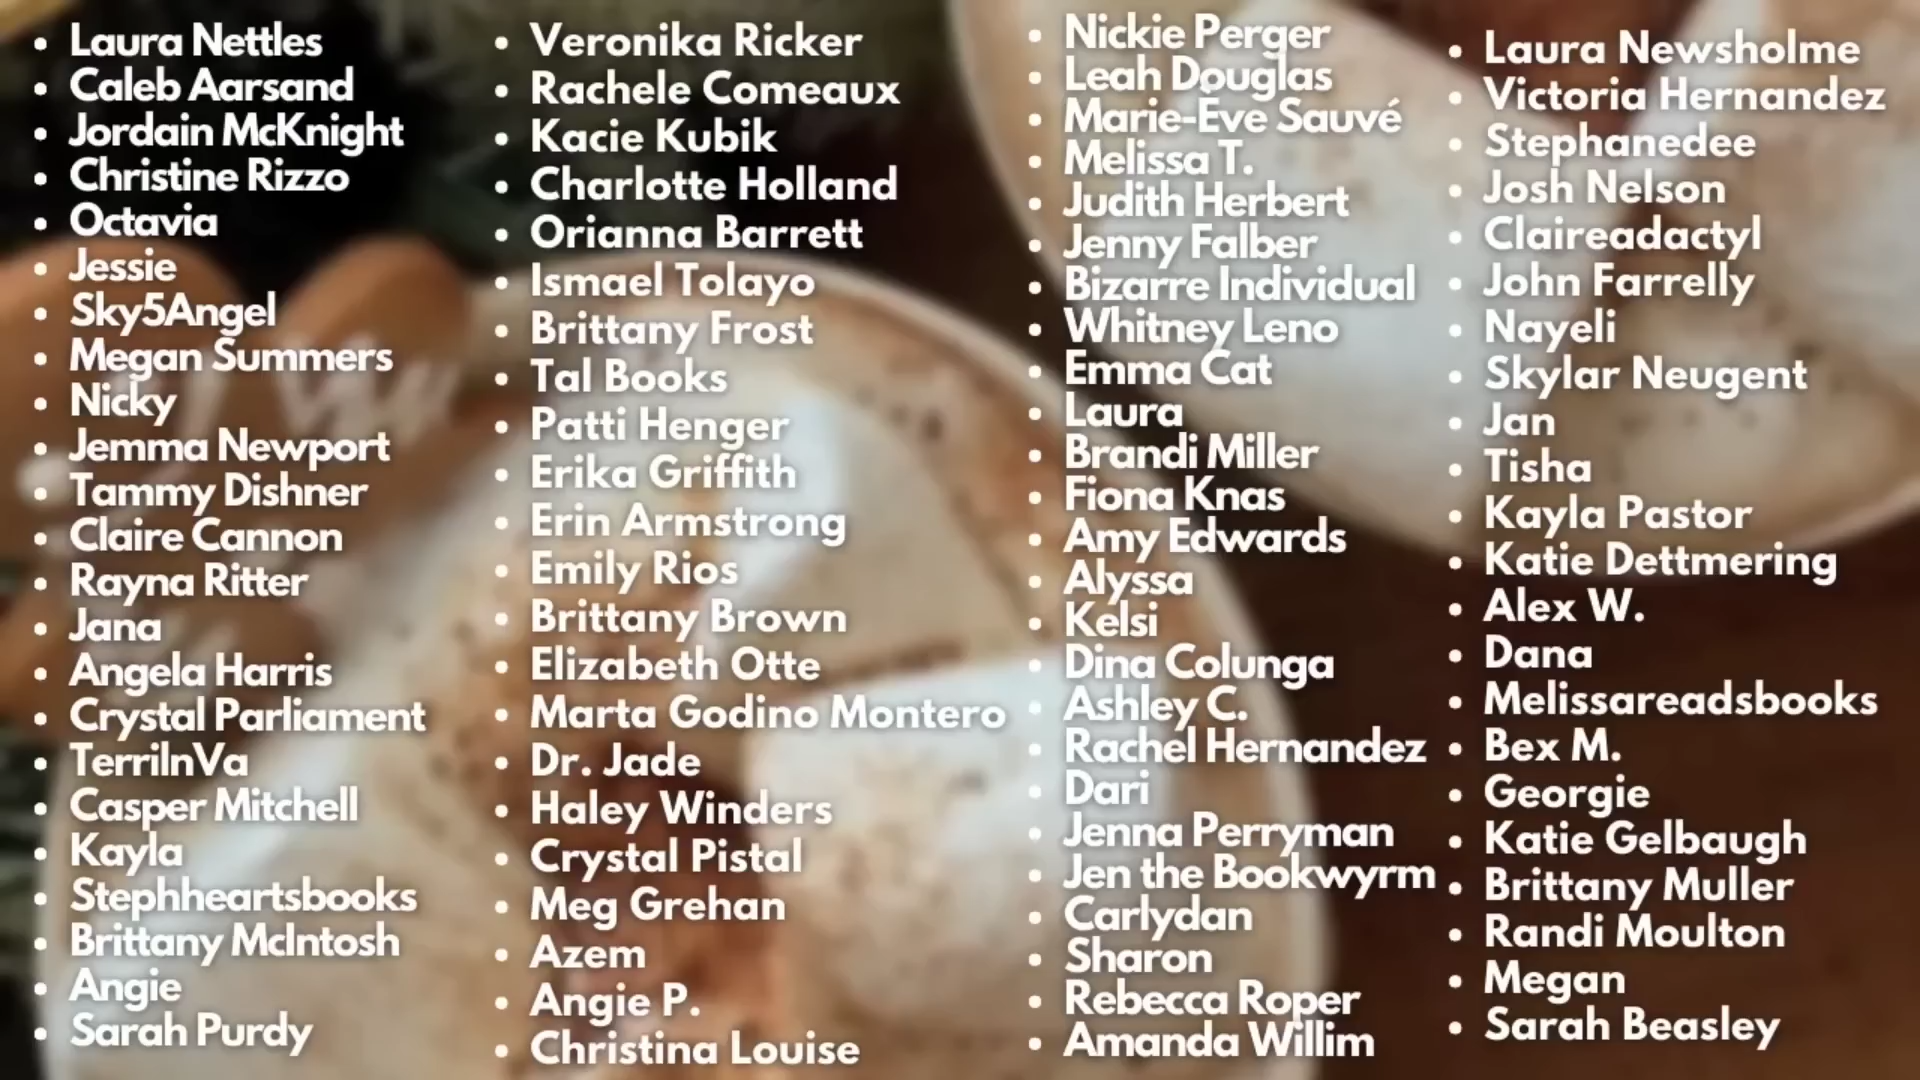 Laura Nettles
Caleb Aarsand
Jordain McKnight
Christine Rizzo
Octavia
Jessie
Sky5Angel
Megan Summers
Nicky
Jemma Newport
Tammy Dishner
Claire Cannon
Rayna Ritter
Jana
Angela Harris
Crystal Parliament
TerriInVa
Casper Mitchell
Kayla
Stephheartsbooks
Brittany McIntosh
Angie
Sarah Purdy
Veronika Ricker
Rachele Comeaux
Kacie Kubik
Charlotte Holland
Orianna Barrett
Ismael Tolayo
Brittany Frost
Tal Books
Patti Henger
Erika Griffith
Erin Armstrong
Emily Rios
Brittany Brown
Elizabeth Otte
Marta Godino Montero
Dr. Jade
Haley Winders
Crystal Pistal
Meg Grehan
Azem
Angie P.
Christina Louise
Nickie Perger
Leah Douglas
Marie-Ève Sauvé
Melissa T.
Judith Herbert
Jenny Falber
Bizarre Individual
Whitney Leno
Emma Cat
Laura
Brandi Miller
Fiona Knas
Amy Edwards
Alyssa
Kelsi
Dina Colunga
Ashley C.
Rachel Hernandez
Dari
Jenna Perryman
Jen the Bookwyrm
Carlydan
Sharon
Rebecca Roper
Amanda Willim
Laura Newsholme
Victoria Hernandez
Stephanedee
Josh Nelson
Claireadactyl
John Farrelly
Nayeli
Skylar Neugent
Jan
Tisha
Kayla Pastor
Katie Dettmering
Alex W.
Dana
Melissareadsbooks
Bex M.
Georgie
Katie Gelbaugh
Brittany Muller
Randi Moulton
Megan
Sarah Beasley